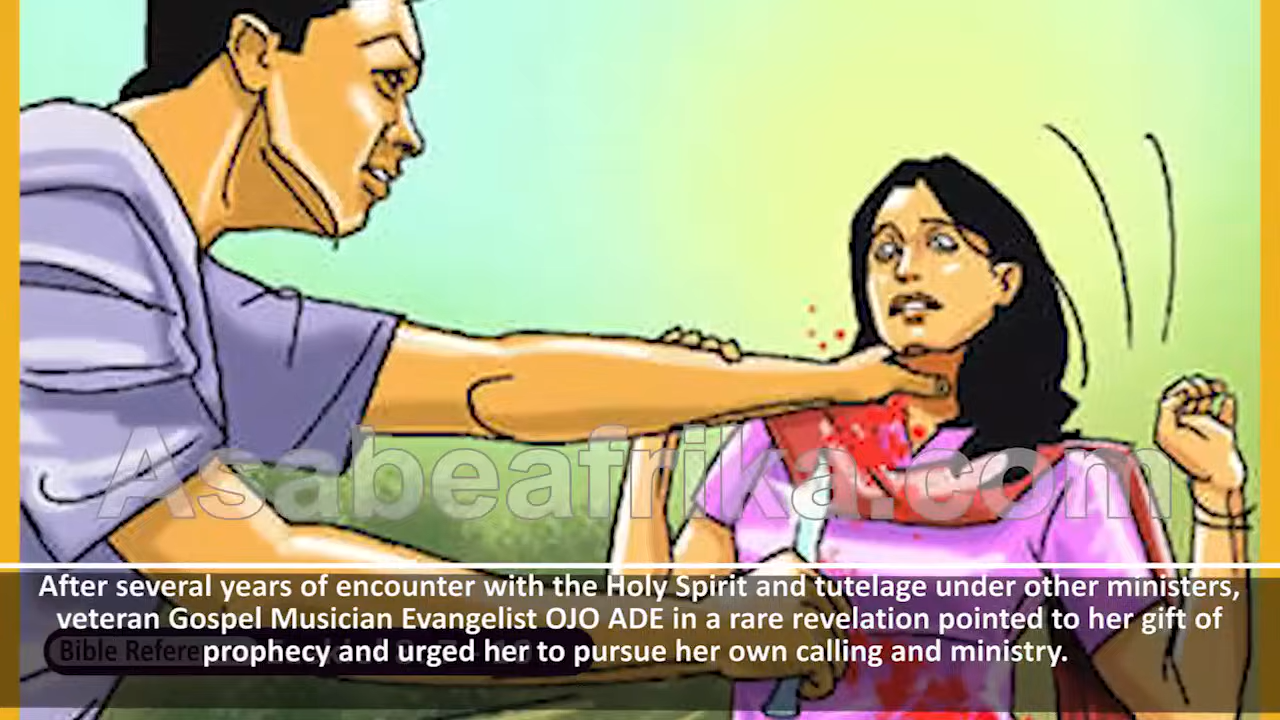 Asabeafrika.com
After several years of encounter with the Holy Spirit and tutelage under other ministers,
veteran Gospel Musician Evangelist OJO ADE in a rare revelation pointed to her gift of
prophecy and urged her to pursue her own calling and ministry.
Bible